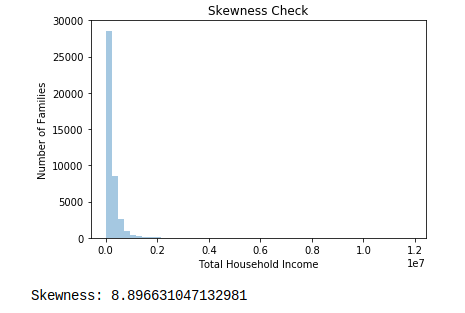 Skewness Check
30000
25000
20000
15000
10000
5000
0
Number of Families
0.0 0.2 0.4 0.6 0.8 1.0 1.2
1e7
Total Household Income
Skewness: 8.896631047132981